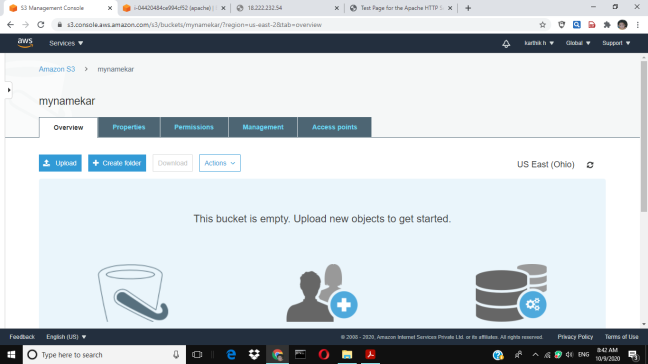 S3 Management Console
i-04420484ce994cf52 (apache) |
18.222.232.54
Test Page for the Apache HTTP S
s3.console.aws.amazon.com/s3/buckets/mynamekar/?region=us-east-2&tab=overview
aws Services karthik h Global Support
Amazon S3 > mynamekar
mynamekar
Overview Properties Permissions Management Access points
Upload + Create folder Download Actions US East (Ohio)
This bucket is empty. Upload new objects to get started.
Feedback English (US) © 2008 - 2020, Amazon Internet Services Private Ltd. or its affiliates. All rights reserved. Privacy Policy Terms of Use
Type here to search ENG 8:42 AM
10/9/2020